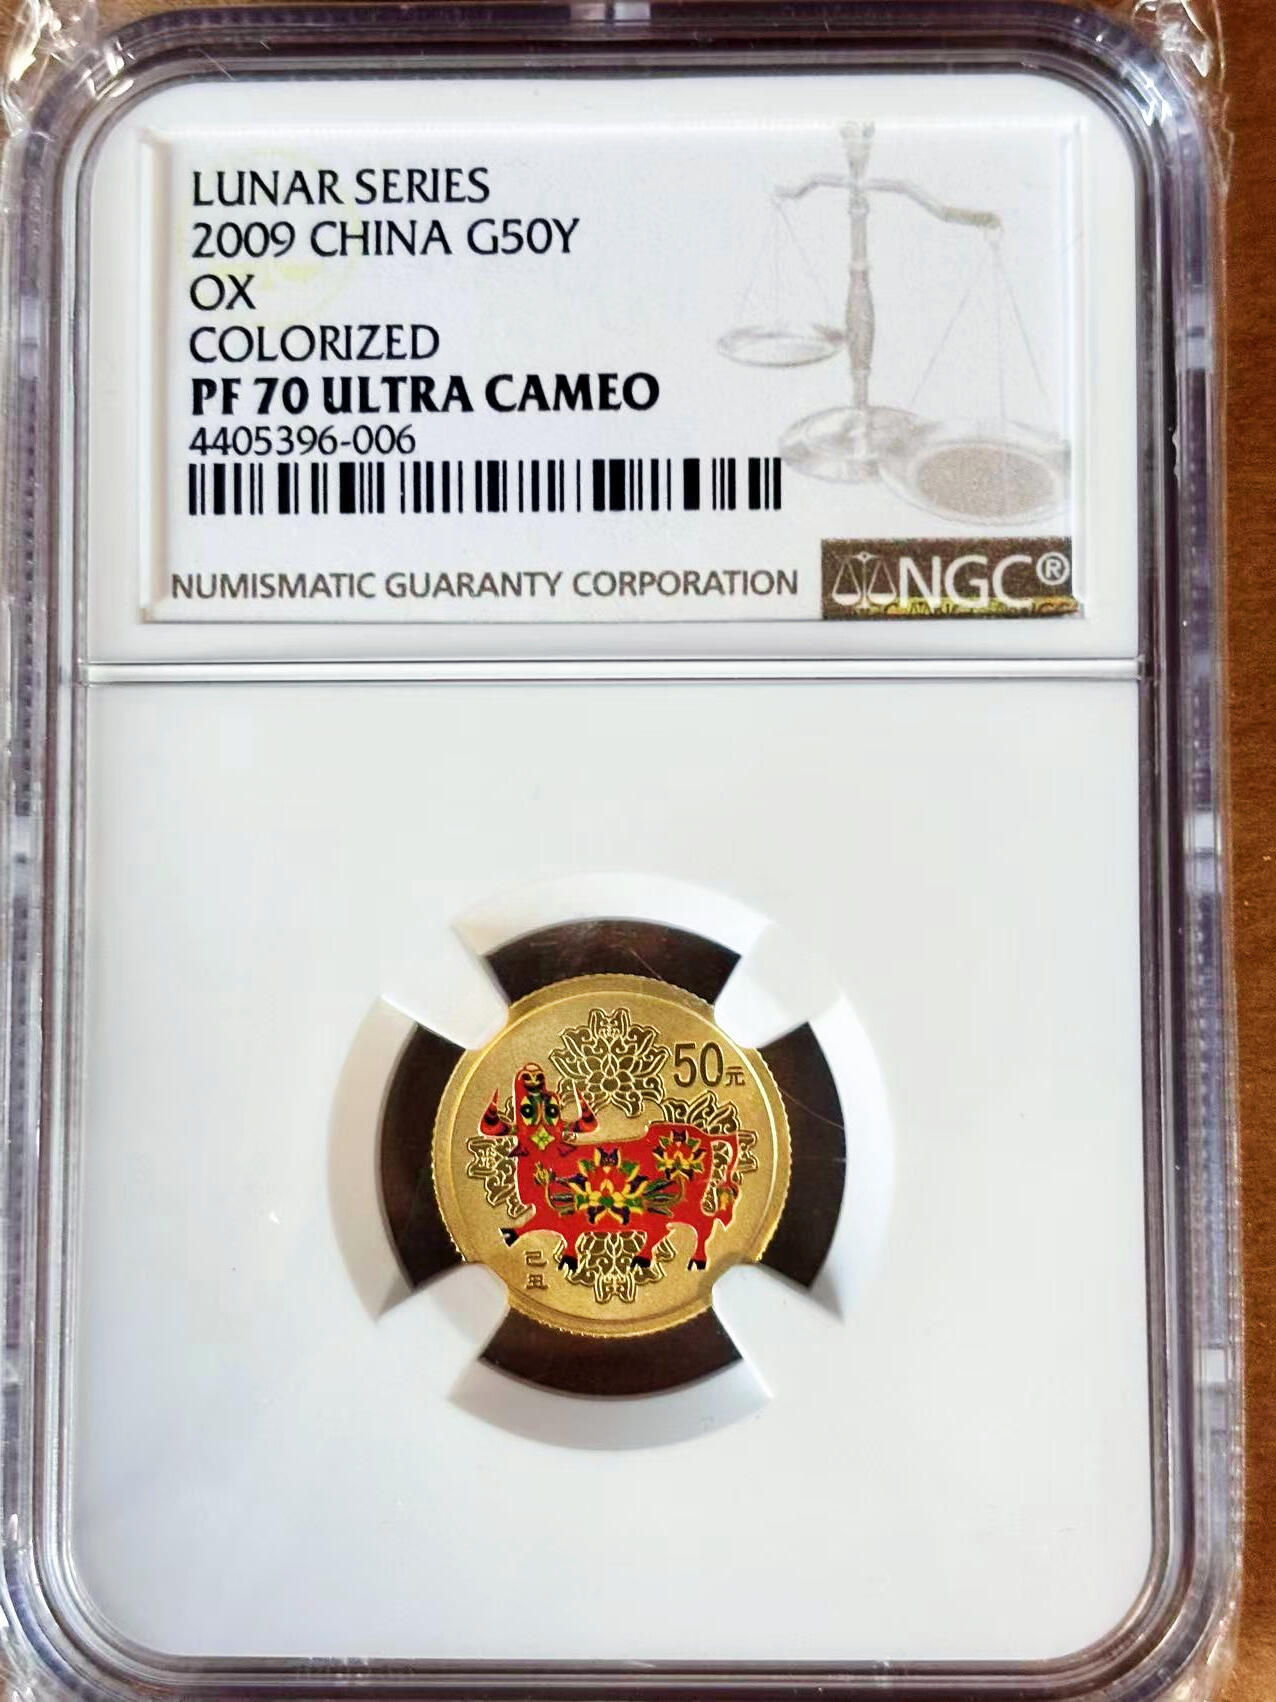 LUNAR SERIES
2009 CHINA G50Y
OX
COLORIZED
PF 70 ULTRA CAMEO
4405396-006
NUMISMATIC GUARANTY CORPORATION
NGC®
50元
己
丑